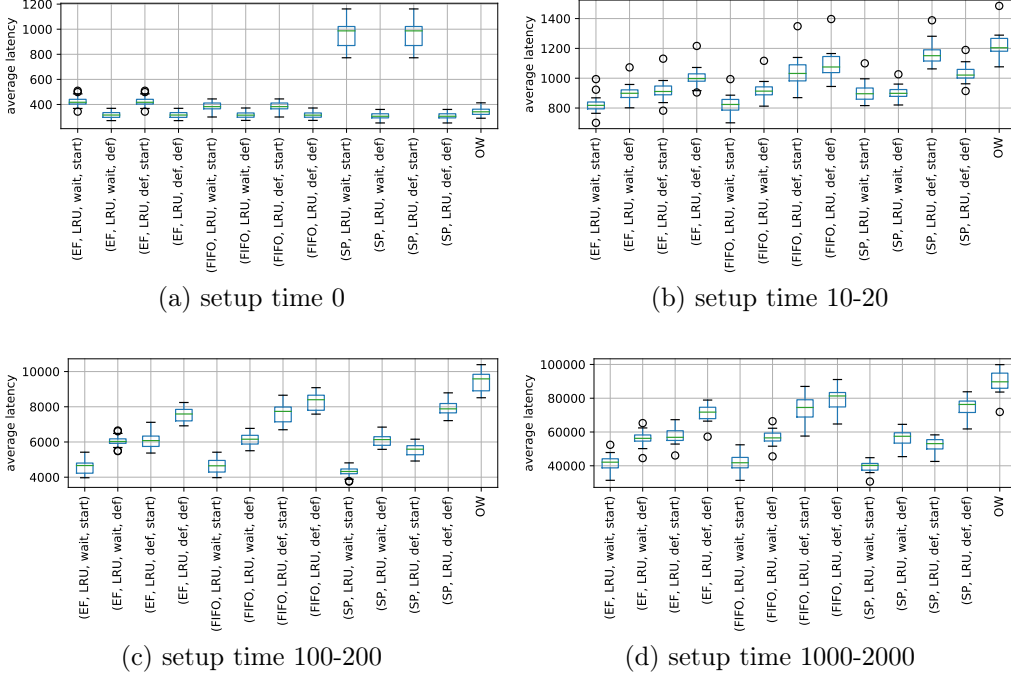 average latency
1200
1000
800
600
400
(EF, LRU, wait, start)
(EF, LRU, wait, def)
(EF, LRU, def, start)
(EF, LRU, def, def)
(FIFO, LRU, wait, start)
(FIFO, LRU, wait, def)
(FIFO, LRU, def, start)
(FIFO, LRU, def, def)
(SP, LRU, wait, start)
(SP, LRU, wait, def)
(SP, LRU, def, start)
(SP, LRU, def, def)
OW
(a) setup time 0
average latency
1400
1200
1000
800
(EF, LRU, wait, start)
(EF, LRU, wait, def)
(EF, LRU, def, start)
(EF, LRU, def, def)
(FIFO, LRU, wait, start)
(FIFO, LRU, wait, def)
(FIFO, LRU, def, start)
(FIFO, LRU, def, def)
(SP, LRU, wait, start)
(SP, LRU, wait, def)
(SP, LRU, def, start)
(SP, LRU, def, def)
OW
(b) setup time 10-20
average latency
10000
8000
6000
4000
(EF, LRU, wait, start)
(EF, LRU, wait, def)
(EF, LRU, def, start)
(EF, LRU, def, def)
(FIFO, LRU, wait, start)
(FIFO, LRU, wait, def)
(FIFO, LRU, def, start)
(FIFO, LRU, def, def)
(SP, LRU, wait, start)
(SP, LRU, wait, def)
(SP, LRU, def, start)
(SP, LRU, def, def)
OW
(c) setup time 100-200
average latency
100000
80000
60000
40000
(EF, LRU, wait, start)
(EF, LRU, wait, def)
(EF, LRU, def, start)
(EF, LRU, def, def)
(FIFO, LRU, wait, start)
(FIFO, LRU, wait, def)
(FIFO, LRU, def, start)
(FIFO, LRU, def, def)
(SP, LRU, wait, start)
(SP, LRU, wait, def)
(SP, LRU, def, start)
(SP, LRU, def, def)
OW
(d) setup time 1000-2000